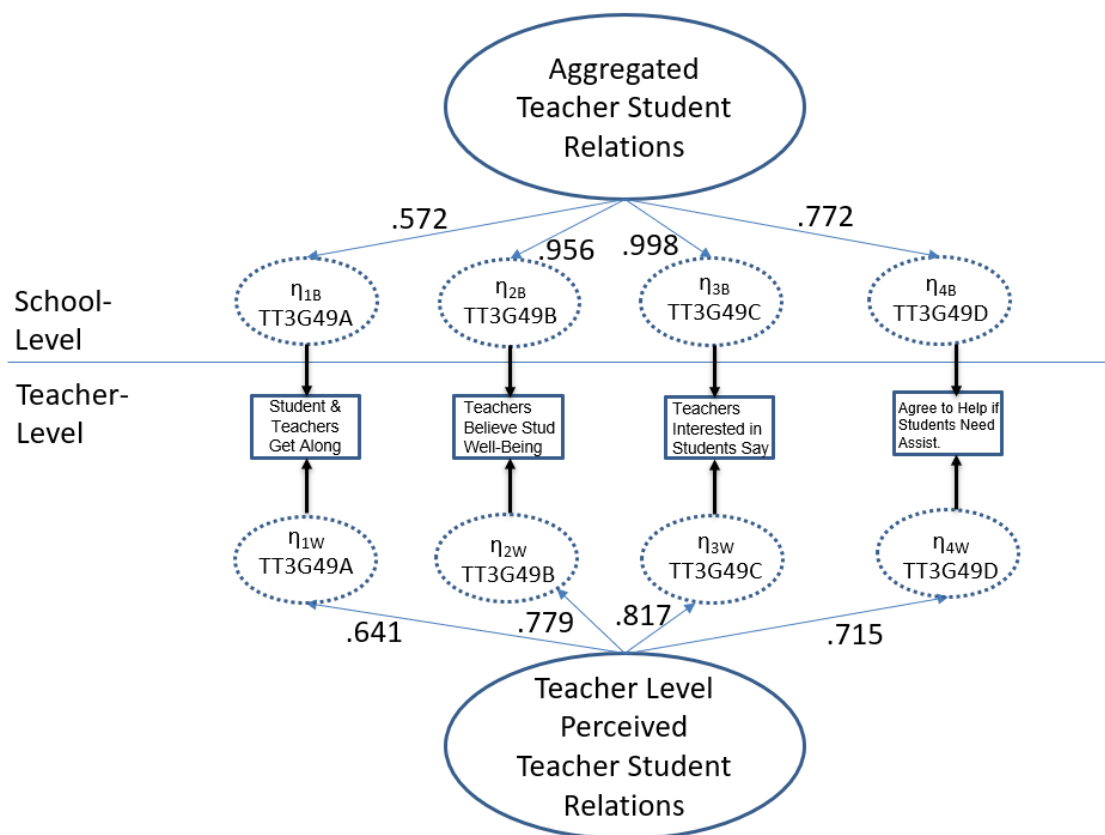 Aggregated
Teacher Student
Relations
.572
.956
.998
.772
School-
Level
η1B
TT3G49A
η2B
TT3G49B
η3B
TT3G49C
η4B
TT3G49D
Teacher-
Level
Student &
Teachers
Get Along
Teachers
Believe Stud
Well-Being
Teachers
Interested in
Students Say
Agree to Help if
Students Need
Assist.
η1W
TT3G49A
η2W
TT3G49B
η3W
TT3G49C
η4W
TT3G49D
.641
.779
.817
.715
Teacher Level
Perceived
Teacher Student
Relations